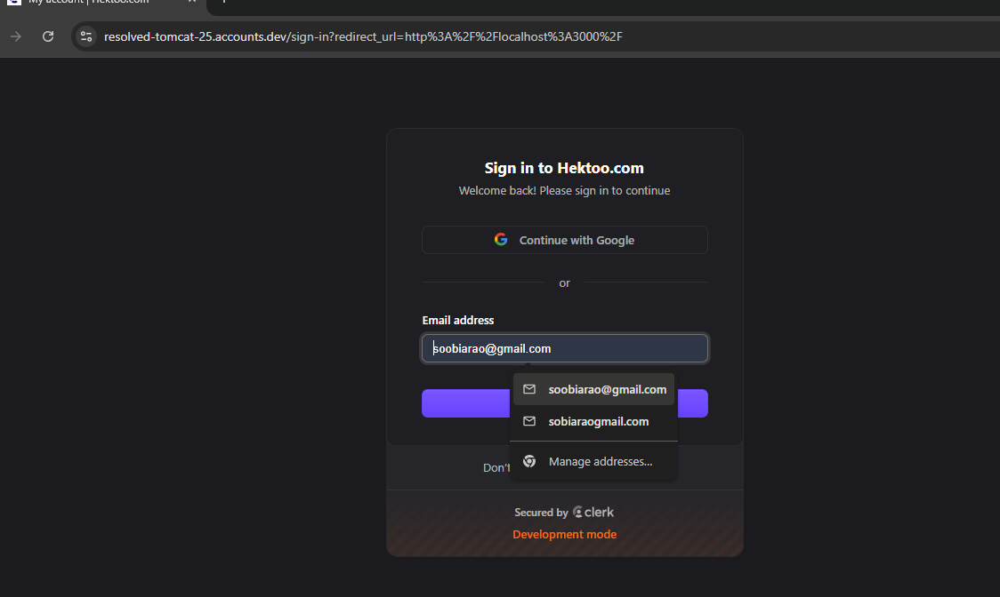 My account | Hektoo.com
resolved-tomcat-25.accounts.dev/sign-in?redirect_url=http%3A%2F%2Flocalhost%3A3000%2F
Sign in to Hektoo.com
Welcome back! Please sign in to continue
Continue with Google
or
Email address
soobiarao@gmail.com
soobiarao@gmail.com
sobiaraogmail.com
Manage addresses...
Don't
Secured by clerk
Development mode